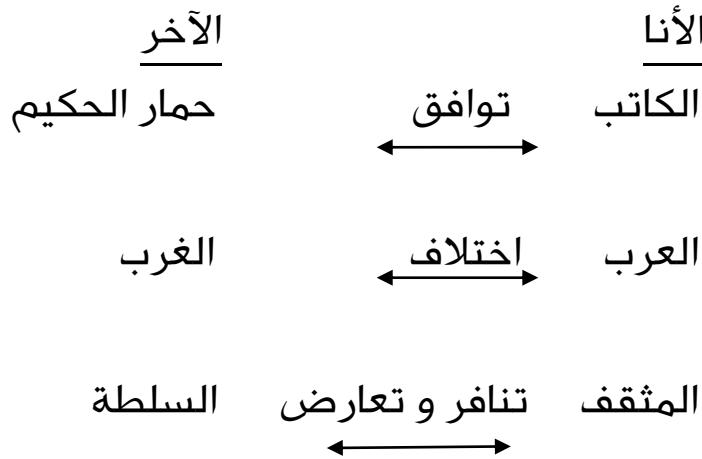 الأنا الآخر
الكاتب توافق حمار الحكيم
العرب اختلاف الغرب
المثقف تنافر و تعارض السلطة